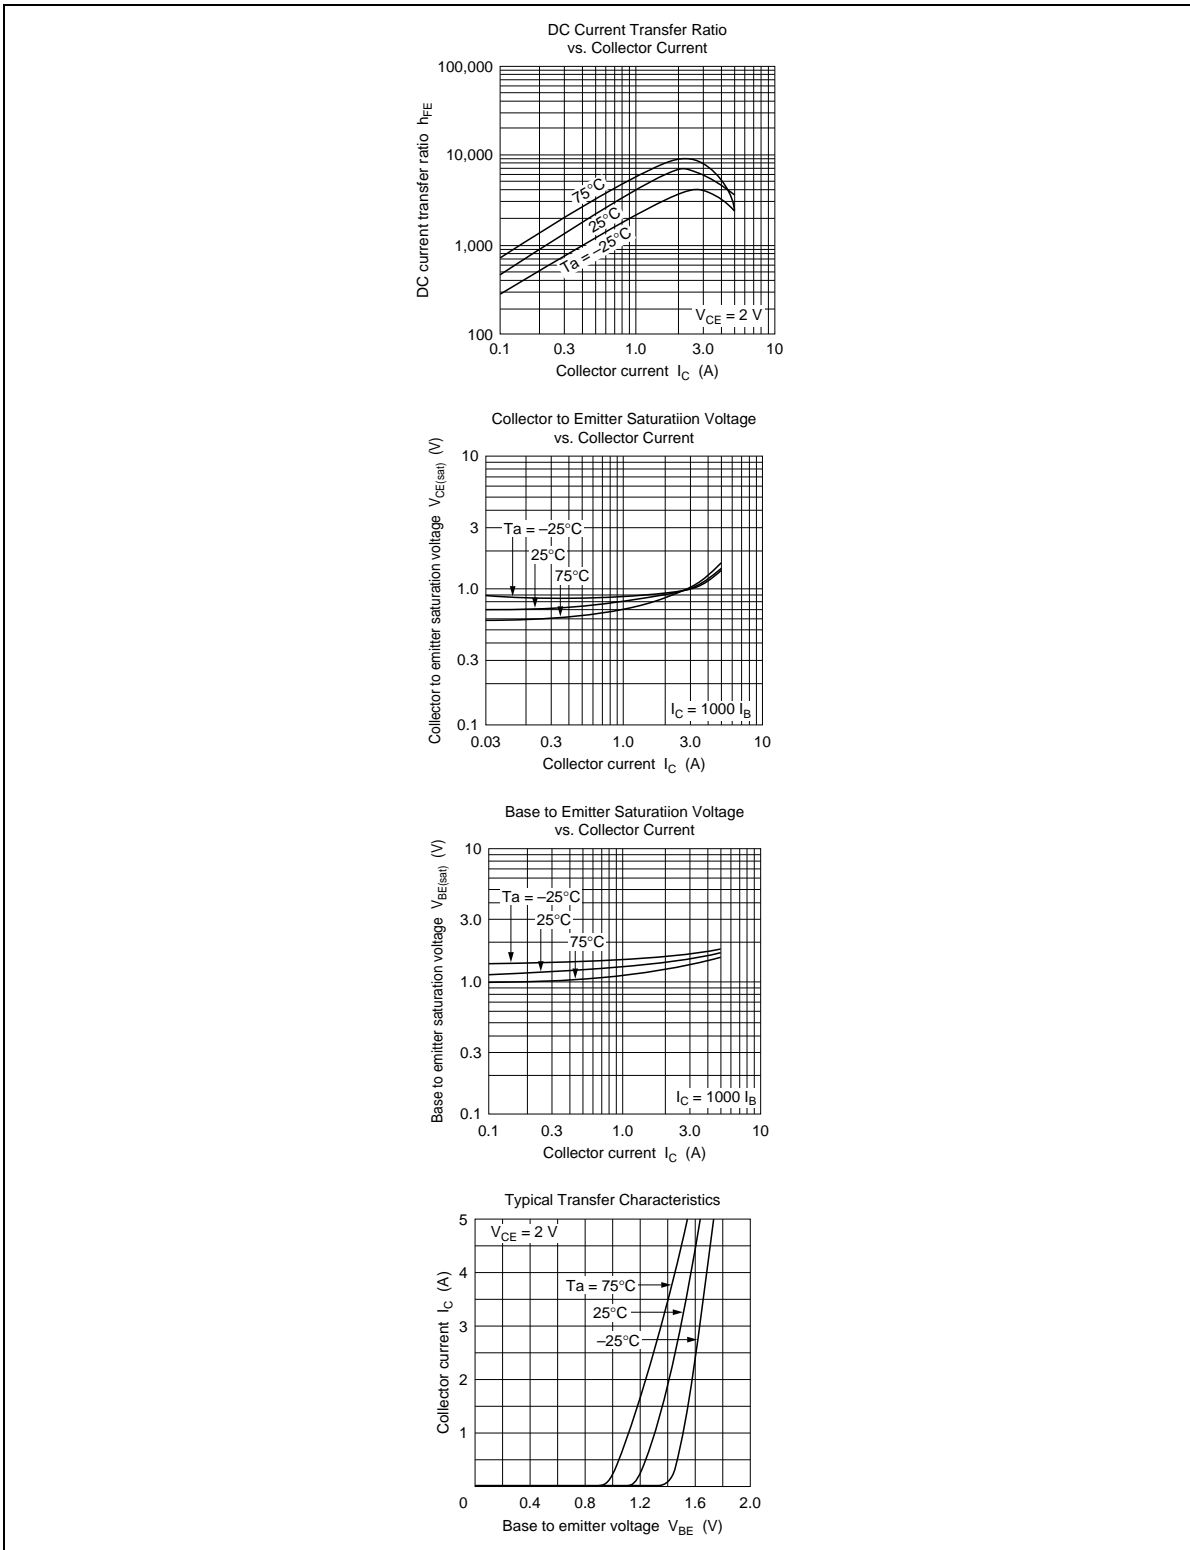 DC Current Transfer Ratio
vs. Collector Current
DC current transfer ratio hFE
100,000
10,000
1,000
100
75°C
25°C
Ta = –25°C
VCE = 2 V
0.1 0.3 1.0 3.0 10
Collector current IC (A)
Collector to Emitter Saturatiion Voltage
vs. Collector Current
Collector to emitter saturation voltage VCE(sat) (V)
10
3
1.0
0.3
0.1
Ta = –25°C
25°C
75°C
IC = 1000 IB
0.03 0.3 1.0 3.0 10
Collector current IC (A)
Base to Emitter Saturatiion Voltage
vs. Collector Current
Base to emitter saturation voltage VBE(sat) (V)
10
3.0
1.0
0.3
0.1
Ta = –25°C
25°C
75°C
IC = 1000 IB
0.1 0.3 1.0 3.0 10
Collector current IC (A)
Typical Transfer Characteristics
Collector current IC (A)
5
4
3
2
1
VCE = 2 V
Ta = 75°C
25°C
–25°C
0 0.4 0.8 1.2 1.6 2.0
Base to emitter voltage VBE (V)